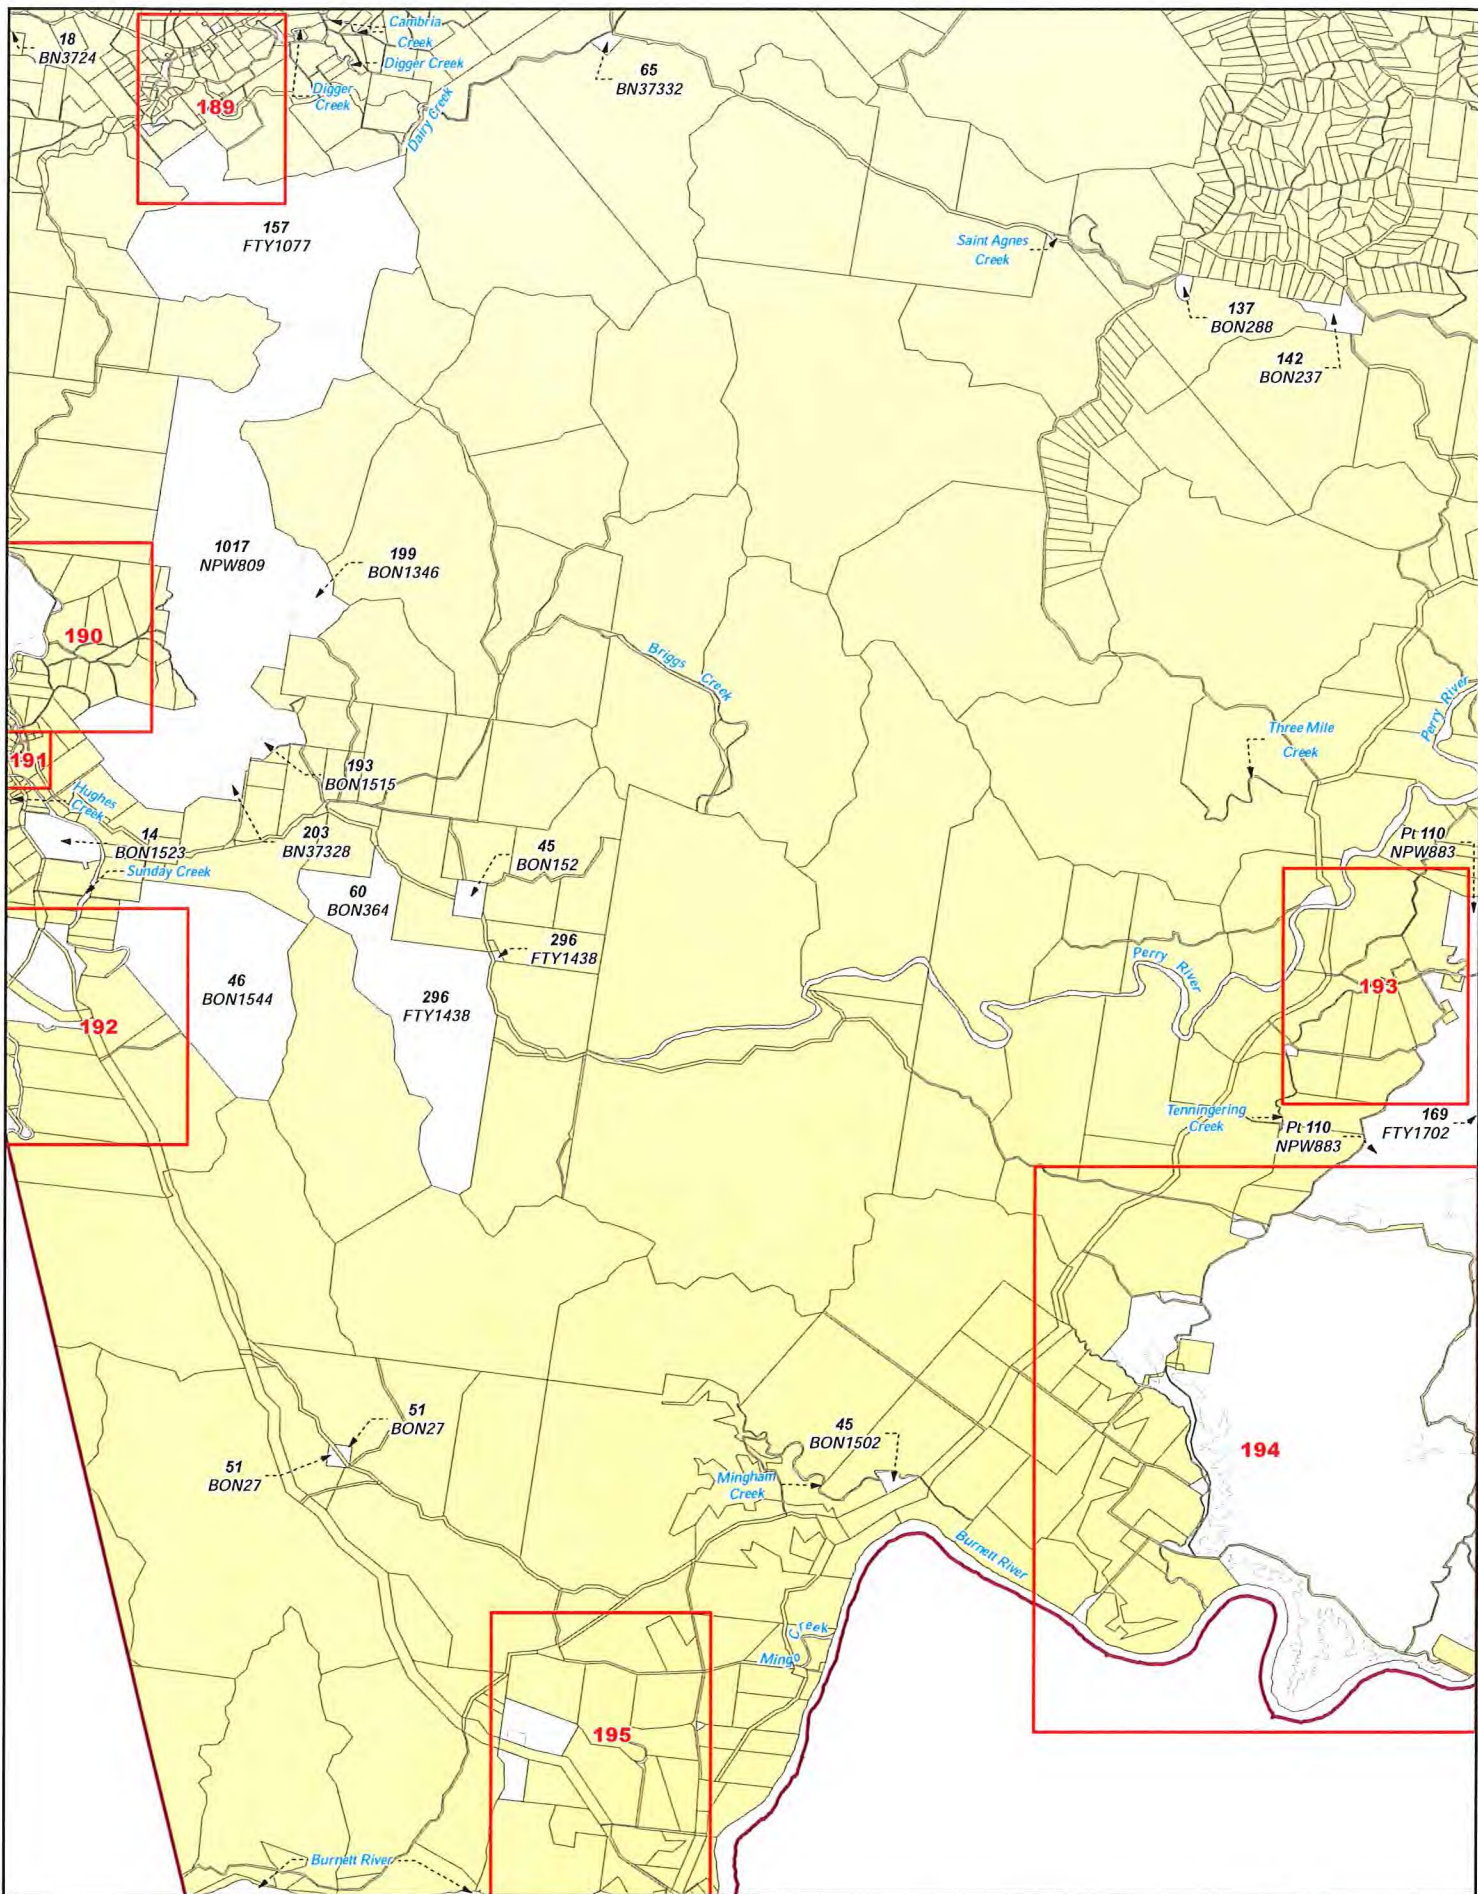 Cambria
Creek
18
BN3724
Digger Creek
65
BN37332
Digger
Creek
189
Dairy Creek
157
FTY1077
Saint Agnes
Creek
137
BON288
142
BON237
1017
NPW809
199
BON1346
190
Briggs Creek
Perry River
Three Mile
Creek
191
193
BON1515
Hughes
Creek
14
BON1523
203
BN37328
45
BON152
Pt 110
NPW883
Sunday Creek
60
BON364
296
FTY1438
Perry River
46
BON1544
296
FTY1438
193
192
Tenningering
Creek
169
FTY1702
Pt 110
NPW883
51
BON27
45
BON1502
194
51
BON27
Mingham
Creek
Burnett River
Mingo Creek
195
Burnett River